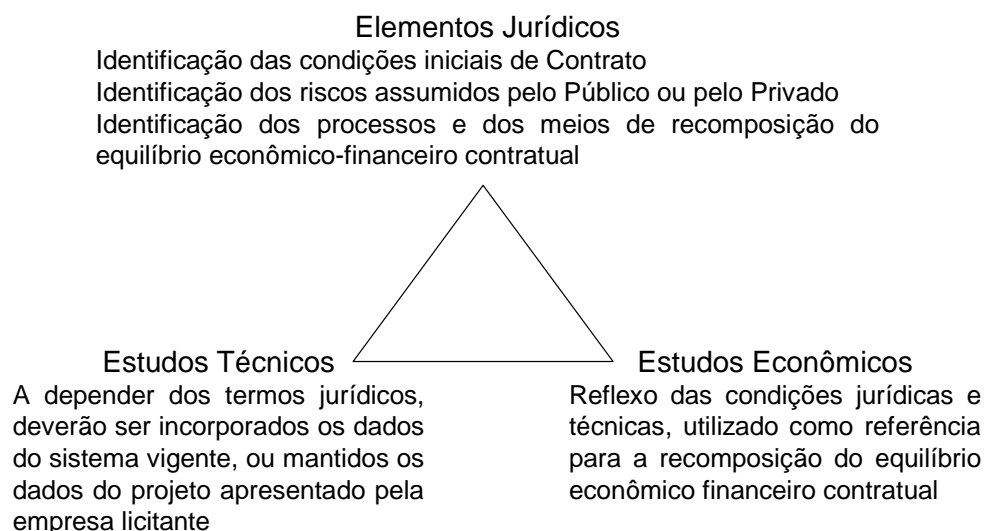 Elementos Jurídicos
Identificação das condições iniciais de Contrato
Identificação dos riscos assumidos pelo Público ou pelo Privado
Identificação dos processos e dos meios de recomposição do
equilíbrio econômico-financeiro contratual
Estudos Técnicos
A depender dos termos jurídicos,
deverão ser incorporados os dados
do sistema vigente, ou mantidos os
dados do projeto apresentado pela
empresa licitante
Estudos Econômicos
Reflexo das condições jurídicas e
técnicas, utilizado como referência
para a recomposição do equilíbrio
econômico financeiro contratual